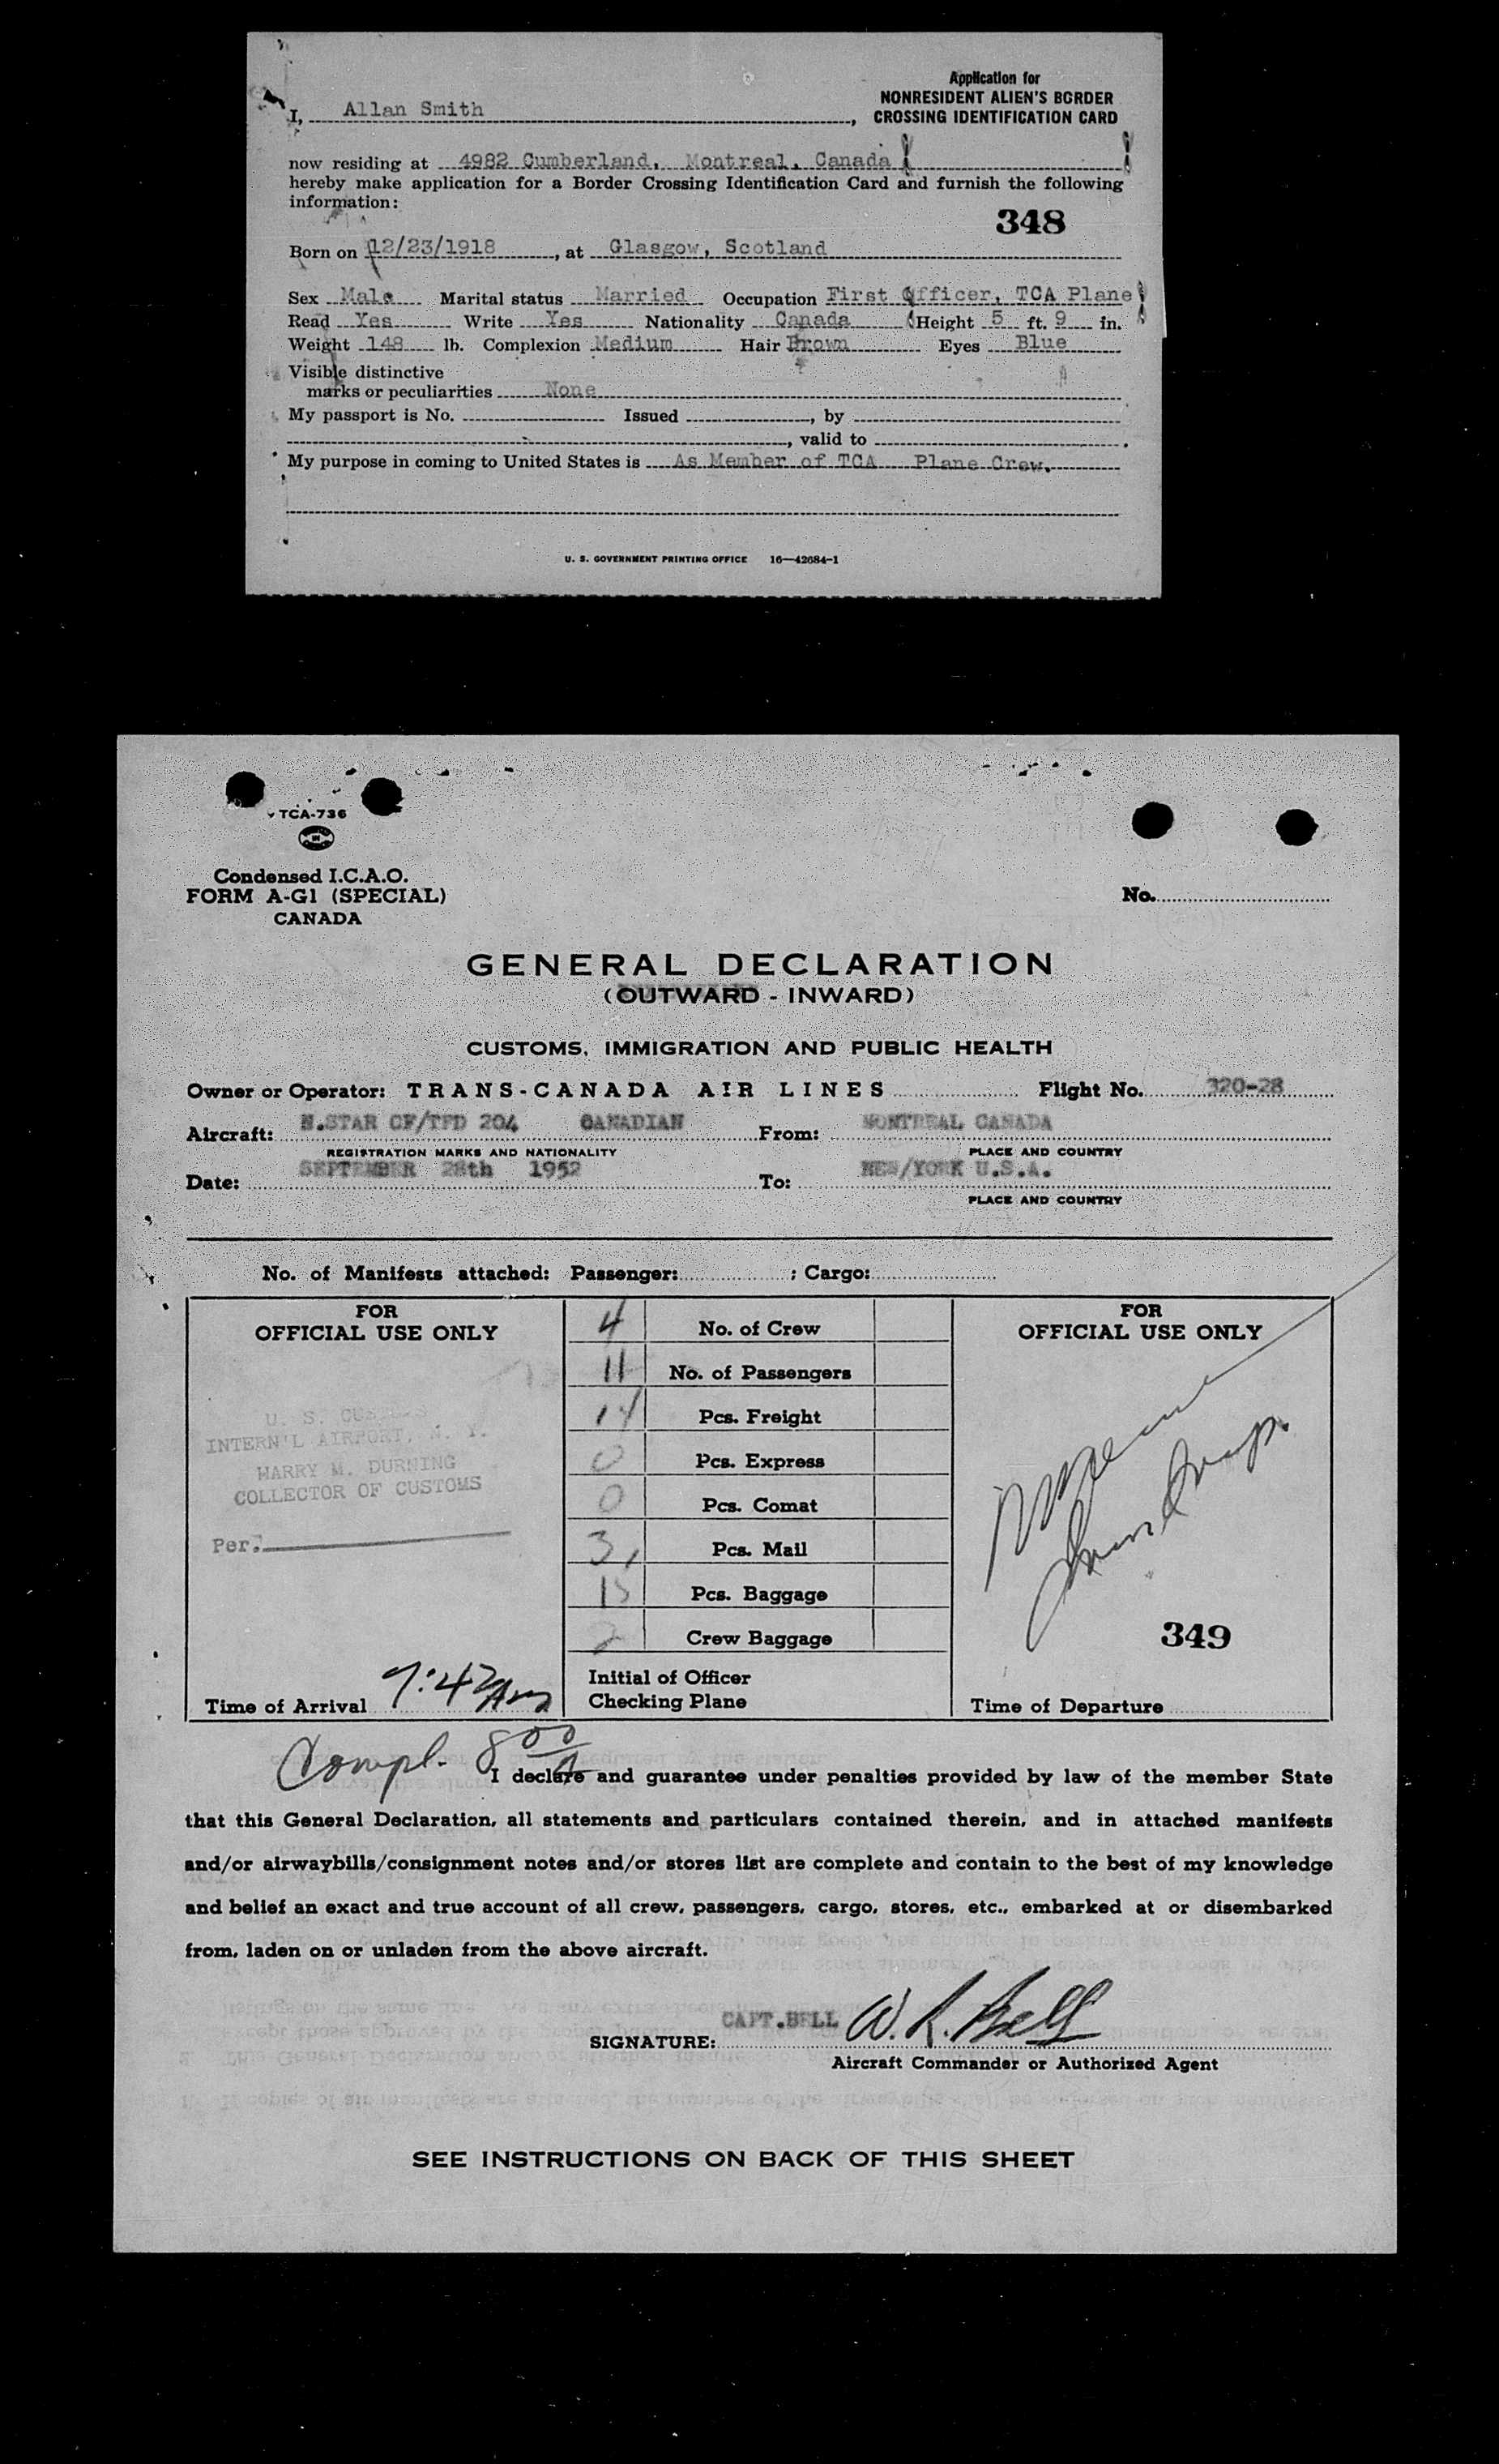 Application for
NONRESIDENT ALIEN'S BORDER
CROSSING IDENTIFICATION CARD
I, Allan Smith,
now residing at 4982 Cumberland, Montreal, Canada
hereby make application for a Border Crossing Identification Card and furnish the following
information:
348
Born on 12/23/1918, at Glasgow, Scotland
Sex Male Marital status Married Occupation First Officer, TCA Plane
Read Yes Write Yes Nationality Canada Height 5 ft. 9 in.
Weight 148 lb. Complexion Medium Hair Brown Eyes Blue
Visible distinctive
marks or peculiarities None
My passport is No. Issued , by
, valid to .
My purpose in coming to United States is As Member of TCA Plane Crew.
U. S. GOVERNMENT PRINTING OFFICE 16—42684-1
TCA-736
Condensed I.C.A.O.
FORM A-G1 (SPECIAL)
CANADA
No.
GENERAL DECLARATION
(OUTWARD - INWARD)
CUSTOMS, IMMIGRATION AND PUBLIC HEALTH
Owner or Operator: TRANS-CANADA AIR LINES Flight No. 320-28
Aircraft: N.STAR CF/TFD 204 CANADIAN From: MONTREAL CANADA
REGISTRATION MARKS AND NATIONALITY PLACE AND COUNTRY
Date: SEPTEMBER 28th 1952 To: NEW/YORK U.S.A.
PLACE AND COUNTRY
No. of Manifests attached: Passenger: ; Cargo:
FOR
OFFICIAL USE ONLY
U. S. CUSTOMS
INTERN'L AIRPORT, N. Y.
HARRY M. DURNING
COLLECTOR OF CUSTOMS
Per.
Time of Arrival 7:42 Am
4 No. of Crew
11 No. of Passengers
14 Pcs. Freight
0 Pcs. Express
0 Pcs. Comat
3 Pcs. Mail
15 Pcs. Baggage
2 Crew Baggage
Initial of Officer
Checking Plane
FOR
OFFICIAL USE ONLY
349
Time of Departure
Compl. 8 00 A
I declare and guarantee under penalties provided by law of the member State
that this General Declaration, all statements and particulars contained therein, and in attached manifests
and/or airwaybills/consignment notes and/or stores list are complete and contain to the best of my knowledge
and belief an exact and true account of all crew, passengers, cargo, stores, etc., embarked at or disembarked
from, laden on or unladen from the above aircraft.
SIGNATURE: CAPT.BELL W. R. Bell
Aircraft Commander or Authorized Agent
SEE INSTRUCTIONS ON BACK OF THIS SHEET